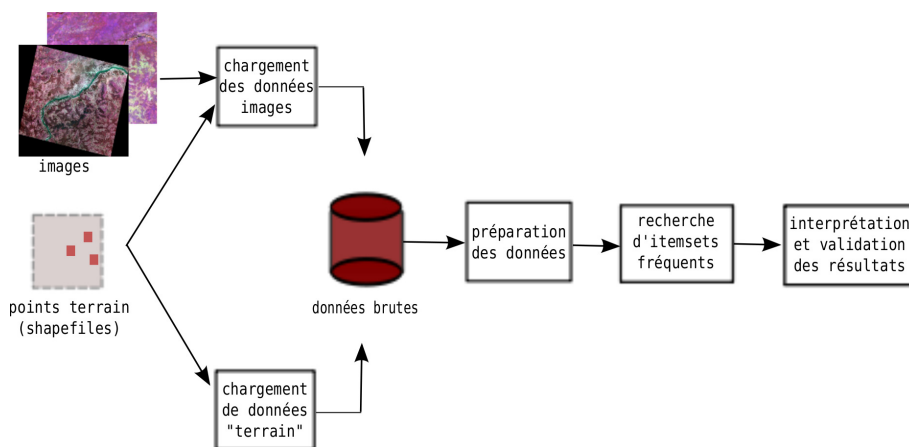 images
points terrain
(shapefiles)
chargement
des données
images
chargement
de données
"terrain"
données brutes
préparation
des données
recherche
d'itemsets
fréquents
interprétation
et validation
des résultats